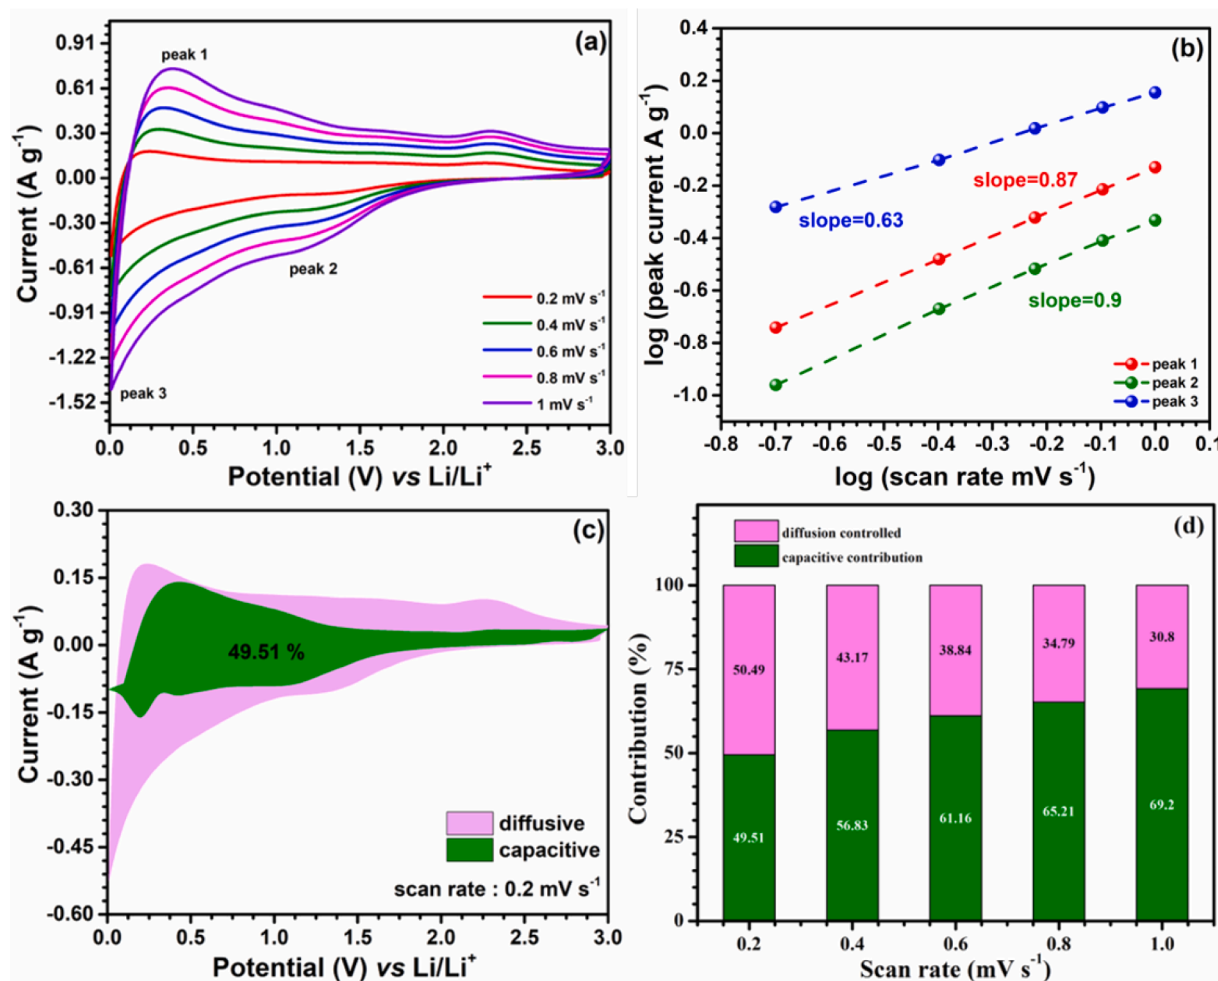 (a)
peak 1
peak 2
peak 3
0.91
0.61
0.30
0.00
-0.30
-0.61
-0.91
-1.22
-1.52
Current (A g⁻¹)
0.2 mV s⁻¹
0.4 mV s⁻¹
0.6 mV s⁻¹
0.8 mV s⁻¹
1 mV s⁻¹
0.0 0.5 1.0 1.5 2.0 2.5 3.0
Potential (V) vs Li/Li⁺
(b)
0.4
0.2
0.0
-0.2
-0.4
-0.6
-0.8
-1.0
log (peak current A g⁻¹)
slope=0.87
slope=0.63
slope=0.9
peak 1
peak 2
peak 3
-0.8 -0.7 -0.6 -0.5 -0.4 -0.3 -0.2 -0.1 0.0 0.1
log (scan rate mV s⁻¹)
(c)
0.30
0.15
0.00
-0.15
-0.30
-0.45
-0.60
Current (A g⁻¹)
49.51 %
diffusive
capacitive
scan rate : 0.2 mV s⁻¹
0.0 0.5 1.0 1.5 2.0 2.5 3.0
Potential (V) vs Li/Li⁺
(d)
diffusion controlled
capacitive contribution
100
75
50
25
0
Contribution (%)
50.49 43.17 38.84 34.79 30.8
49.51 56.83 61.16 65.21 69.2
0.2 0.4 0.6 0.8 1.0
Scan rate (mV s⁻¹)